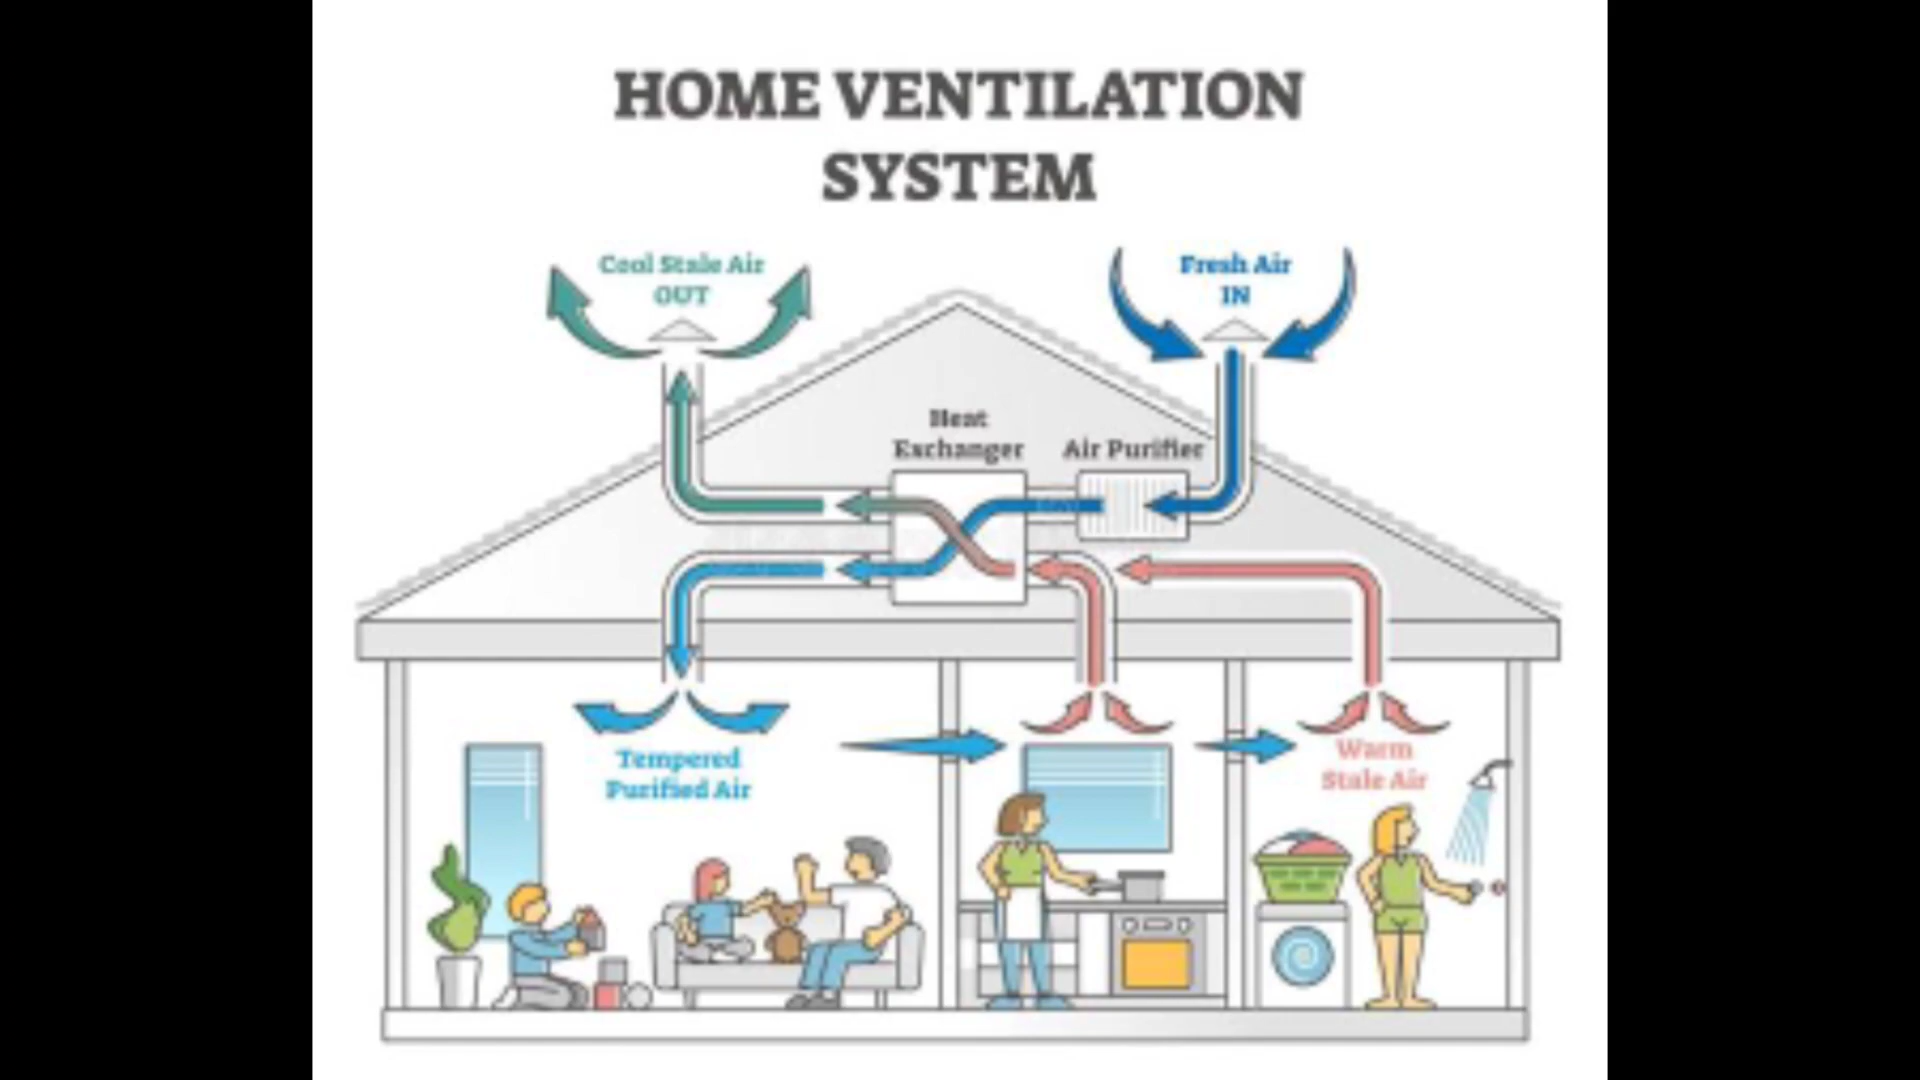 HOME VENTILATION
SYSTEM
Cool Stale Air
OUT
Fresh Air
IN
Heat
Exchanger
Air Purifier
Tempered
Purified Air
Warm
Stale Air